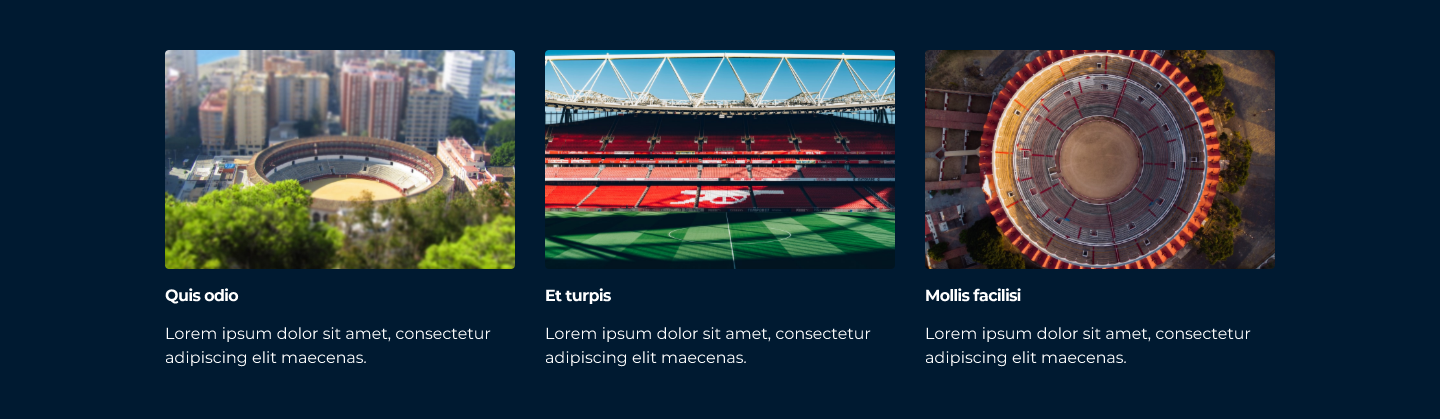 Quis odio
Lorem ipsum dolor sit amet, consectetur
adipiscing elit maecenas.
Et turpis
Lorem ipsum dolor sit amet, consectetur
adipiscing elit maecenas.
Mollis facilisi
Lorem ipsum dolor sit amet, consectetur
adipiscing elit maecenas.